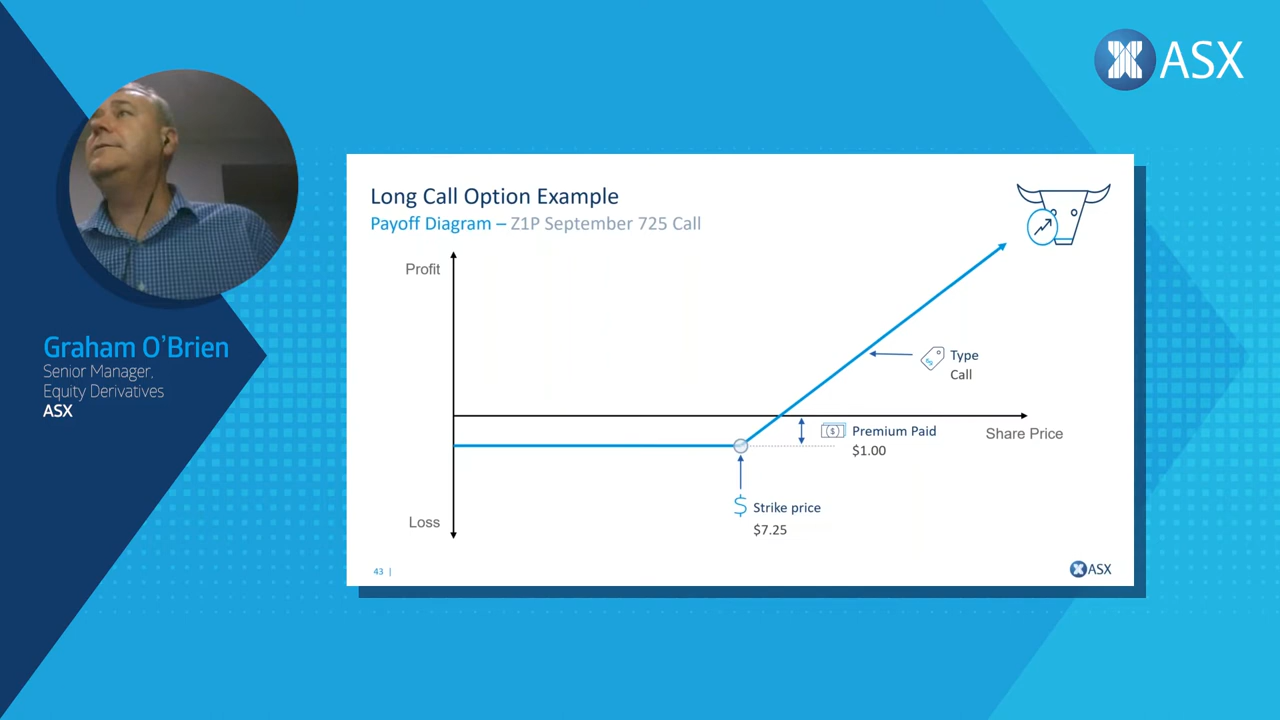 ASX
Graham O’Brien
Senior Manager,
Equity Derivatives
ASX
Long Call Option Example
Payoff Diagram – Z1P September 725 Call
Profit
Type
Call
Premium Paid
$1.00
Share Price
$ Strike price
$7.25
Loss
43 |
ASX